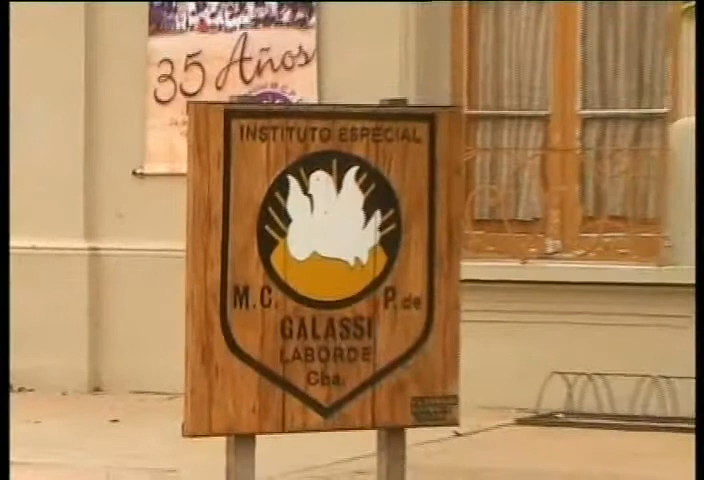 35 Años
INSTITUTO ESPECIAL
M.C. P. de
GALASSI
LABORDE
Cba.